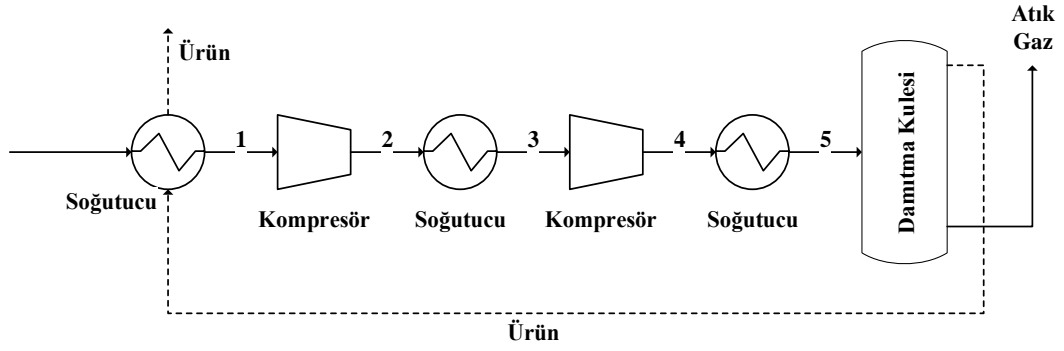 Atık
Gaz
Ürün
1
2
3
4
5
Soğutucu
Kompresör
Soğutucu
Kompresör
Soğutucu
Damıtma Kulesi
Ürün